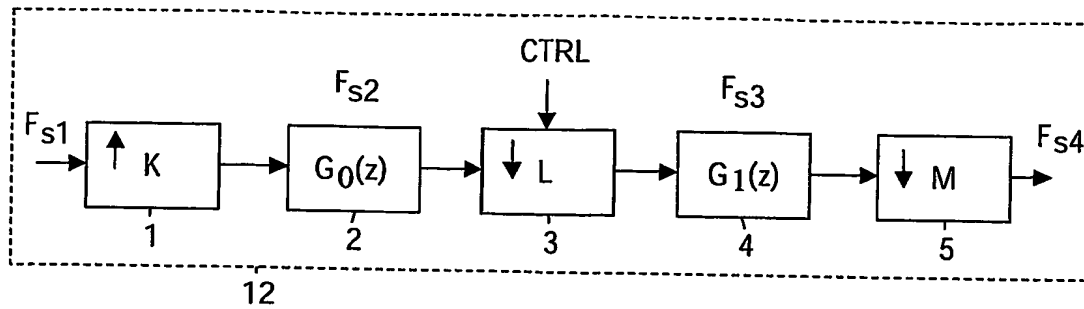 CTRL
Fs1
Fs2
Fs3
Fs4
↑ K
G0(z)
↓ L
G1(z)
↓ M
1
2
3
4
5
12